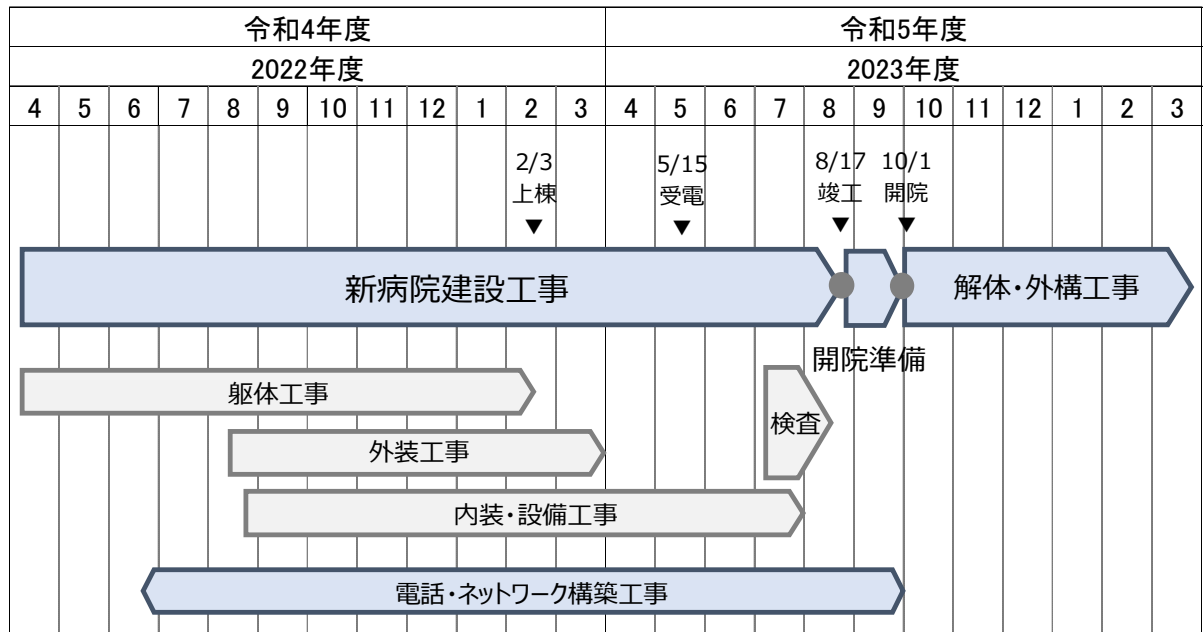 令和4年度 令和5年度
2022年度 2023年度
4 5 6 7 8 9 10 11 12 1 2 3 4 5 6 7 8 9 10 11 12 1 2 3
2/3 5/15 8/17 10/1
上棟 受電 竣工 開院
▼ ▼ ▼ ▼
新病院建設工事 解体・外構工事
開院準備
躯体工事
検査
外装工事
内装・設備工事
電話・ネットワーク構築工事